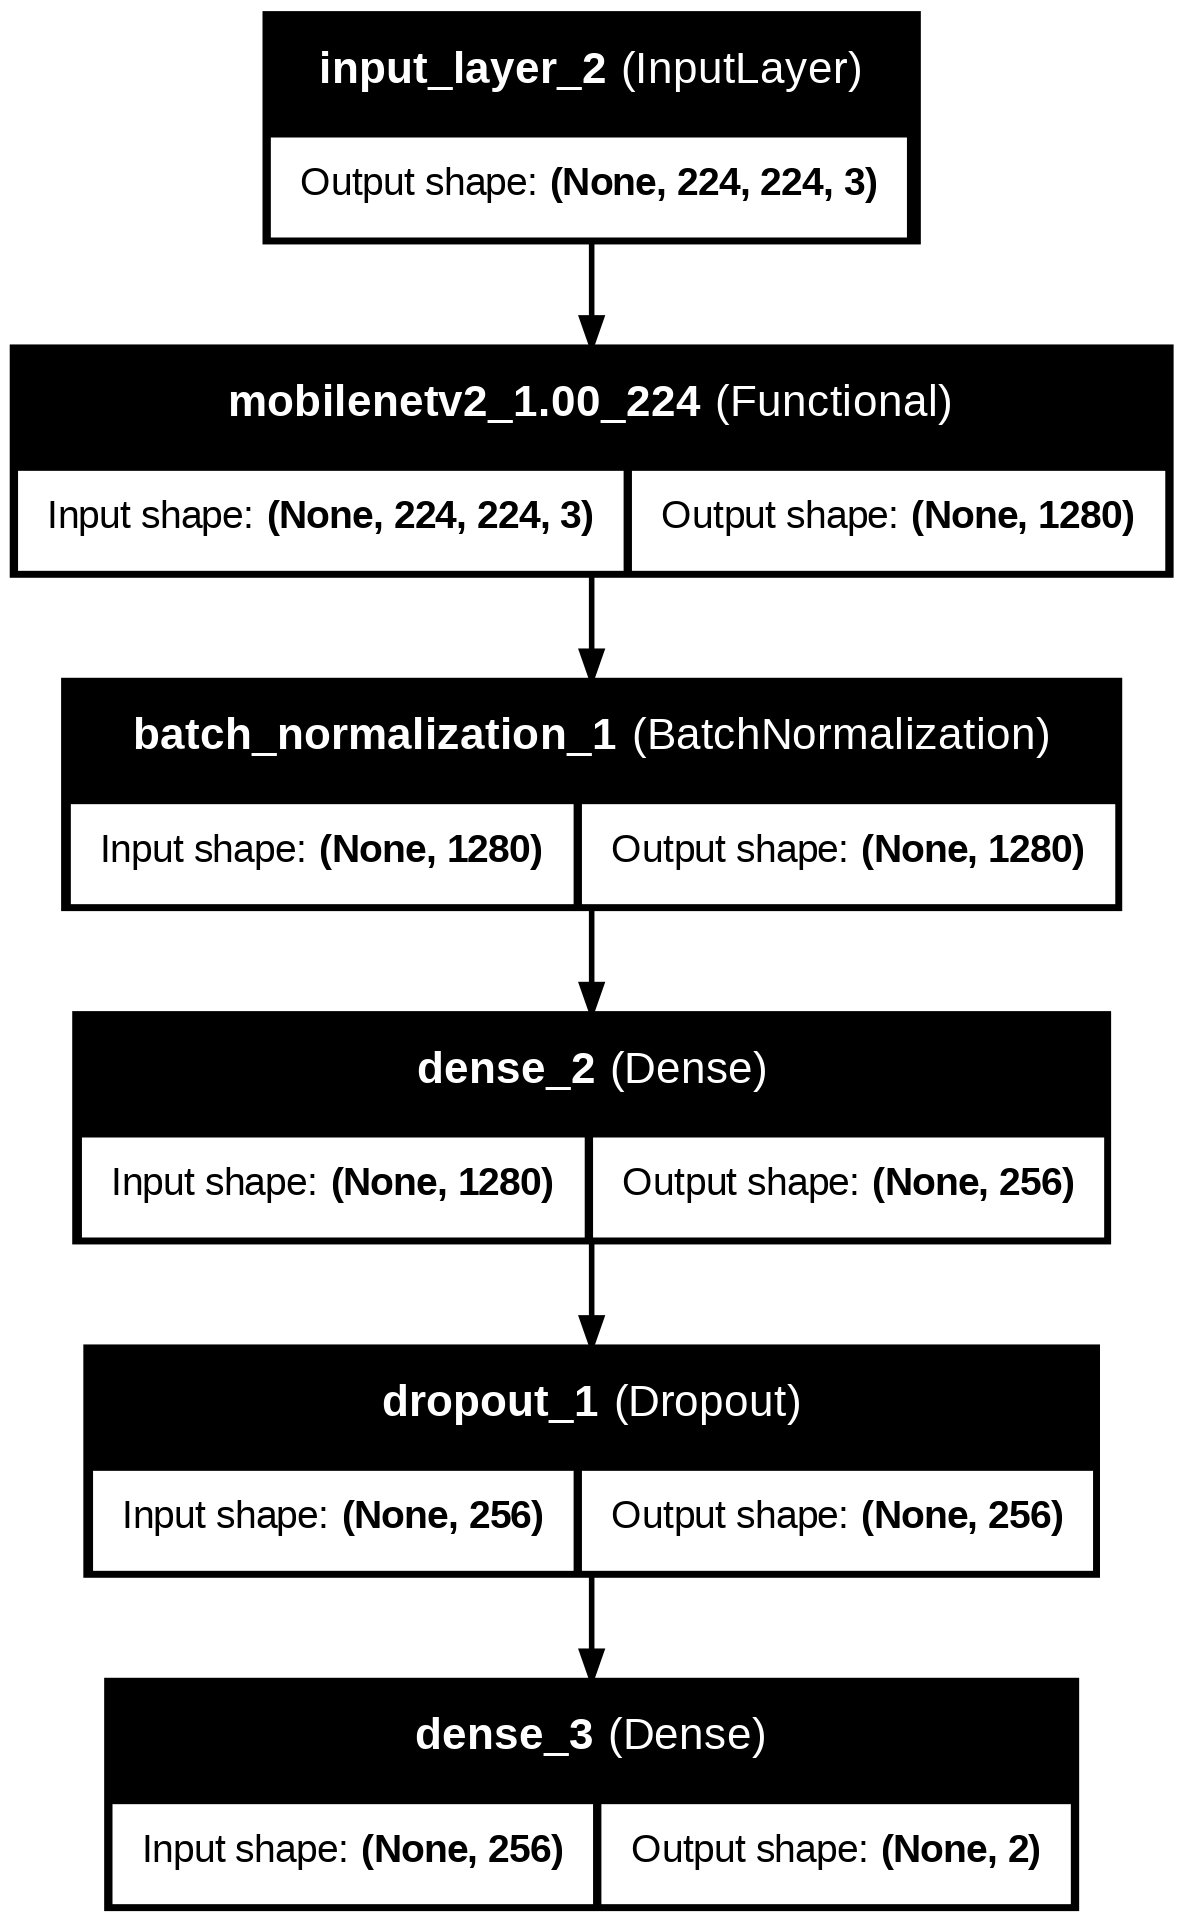 input_layer_2 (InputLayer)
Output shape: (None, 224, 224, 3)
mobilenetv2_1.00_224 (Functional)
Input shape: (None, 224, 224, 3) Output shape: (None, 1280)
batch_normalization_1 (BatchNormalization)
Input shape: (None, 1280) Output shape: (None, 1280)
dense_2 (Dense)
Input shape: (None, 1280) Output shape: (None, 256)
dropout_1 (Dropout)
Input shape: (None, 256) Output shape: (None, 256)
dense_3 (Dense)
Input shape: (None, 256) Output shape: (None, 2)